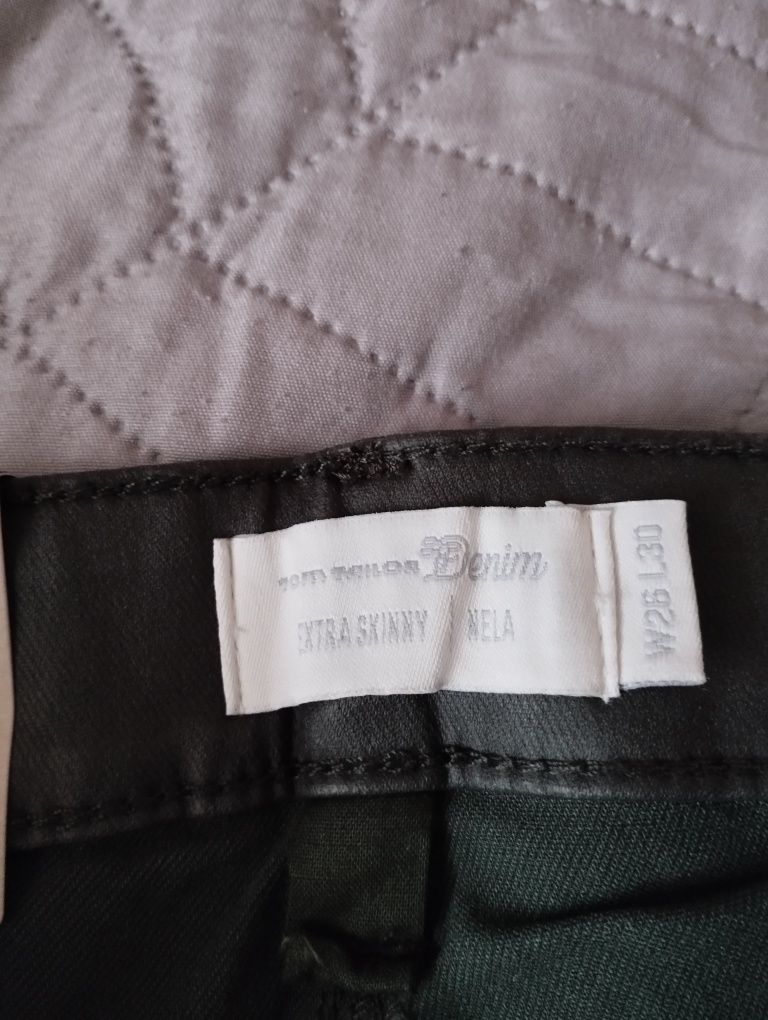 TOM TAILOR Denim
EXTRA SKINNY NELA
W26 L30